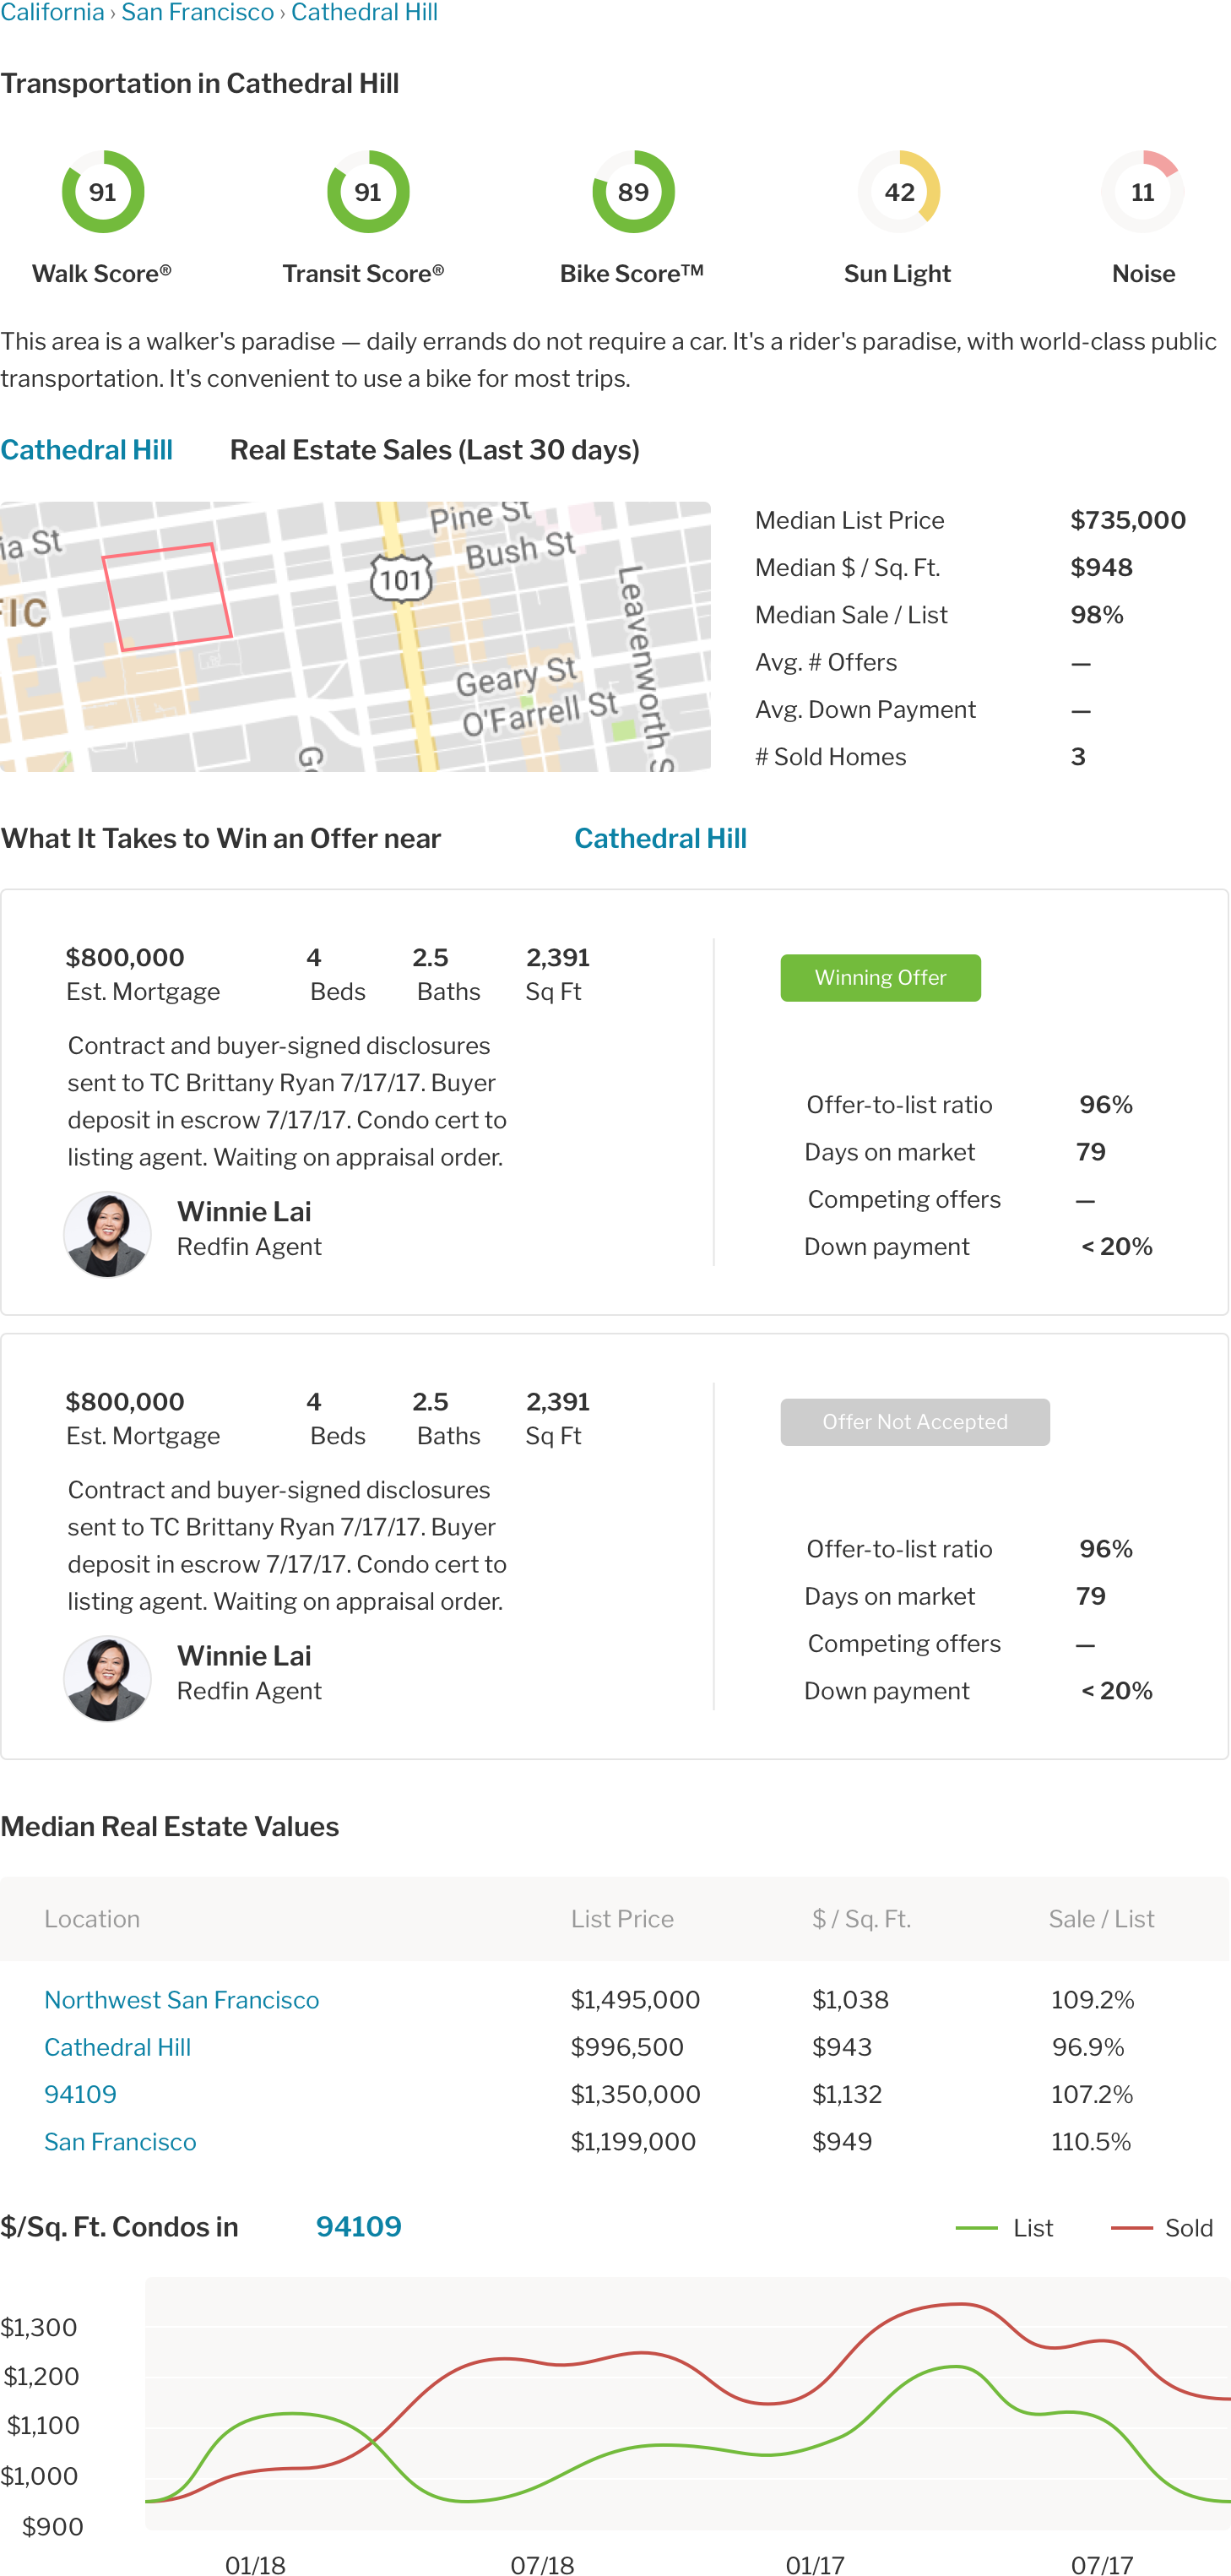 California › San Francisco › Cathedral Hill
Transportation in Cathedral Hill
91 91 89 42 11
Walk Score® Transit Score® Bike Score™ Sun Light Noise
This area is a walker's paradise — daily errands do not require a car. It's a rider's paradise, with world-class public
transportation. It's convenient to use a bike for most trips.
Cathedral Hill Real Estate Sales (Last 30 days)
ia St
FIC
101
Pine St
Bush St
Leavenworth S
Geary St
O'Farrell St
Go
Median List Price $735,000
Median $ / Sq. Ft. $948
Median Sale / List 98%
Avg. # Offers —
Avg. Down Payment —
# Sold Homes 3
What It Takes to Win an Offer near Cathedral Hill
$800,000 4 2.5 2,391
Est. Mortgage Beds Baths Sq Ft
Contract and buyer-signed disclosures
sent to TC Brittany Ryan 7/17/17. Buyer
deposit in escrow 7/17/17. Condo cert to
listing agent. Waiting on appraisal order.
Winnie Lai
Redfin Agent
Winning Offer
Offer-to-list ratio 96%
Days on market 79
Competing offers —
Down payment < 20%
$800,000 4 2.5 2,391
Est. Mortgage Beds Baths Sq Ft
Contract and buyer-signed disclosures
sent to TC Brittany Ryan 7/17/17. Buyer
deposit in escrow 7/17/17. Condo cert to
listing agent. Waiting on appraisal order.
Winnie Lai
Redfin Agent
Offer Not Accepted
Offer-to-list ratio 96%
Days on market 79
Competing offers —
Down payment < 20%
Median Real Estate Values
Location List Price $ / Sq. Ft. Sale / List
Northwest San Francisco $1,495,000 $1,038 109.2%
Cathedral Hill $996,500 $943 96.9%
94109 $1,350,000 $1,132 107.2%
San Francisco $1,199,000 $949 110.5%
$/Sq. Ft. Condos in 94109 List Sold
$1,300
$1,200
$1,100
$1,000
$900
01/18 07/18 01/17 07/17